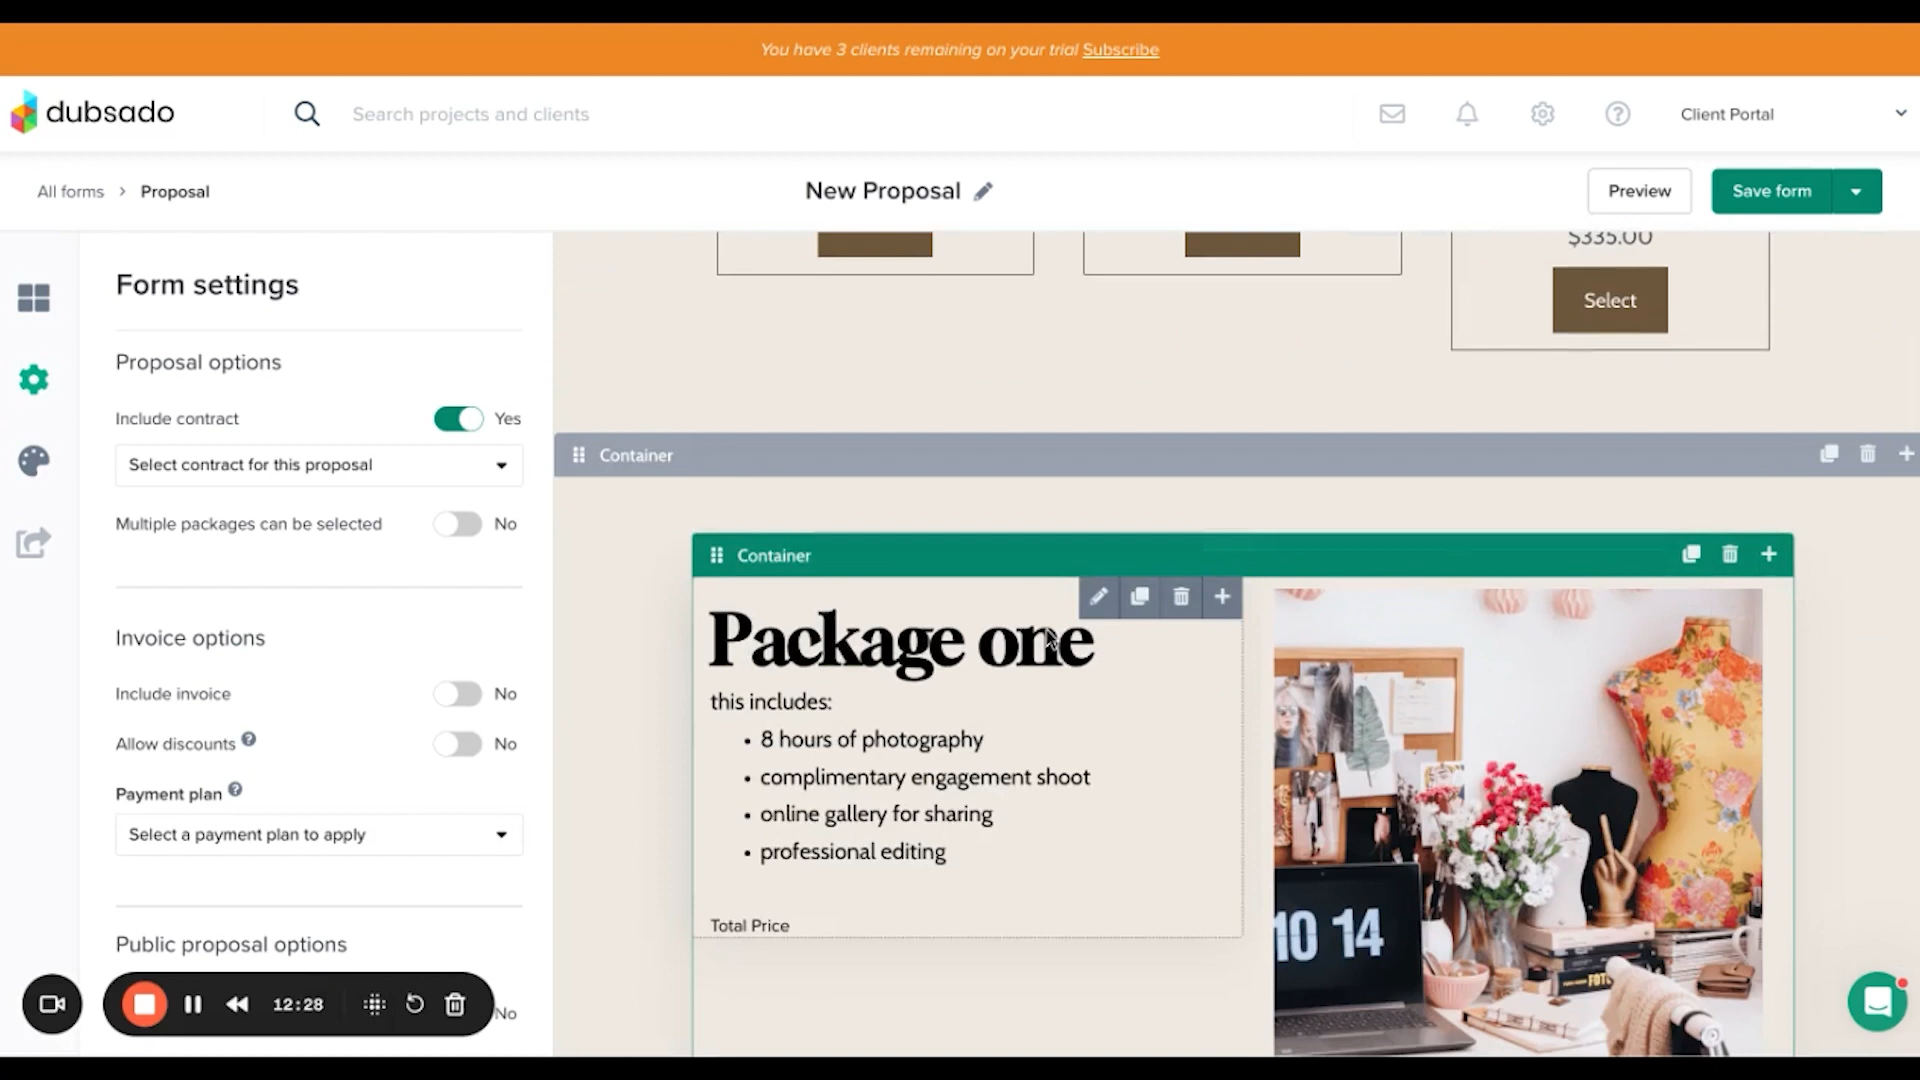 You have 3 clients remaining on your trial Subscribe
dubsado
Search projects and clients
Client Portal
All forms > Proposal
New Proposal
Preview
Save form
Form settings
Proposal options
Include contract
Yes
Select contract for this proposal
Multiple packages can be selected
No
Invoice options
Include invoice
No
Allow discounts
No
Payment plan
Select a payment plan to apply
Public proposal options
No
12:28
$335.00
Select
Container
Container
Package one
this includes:
• 8 hours of photography
• complimentary engagement shoot
• online gallery for sharing
• professional editing
Total Price
10 14